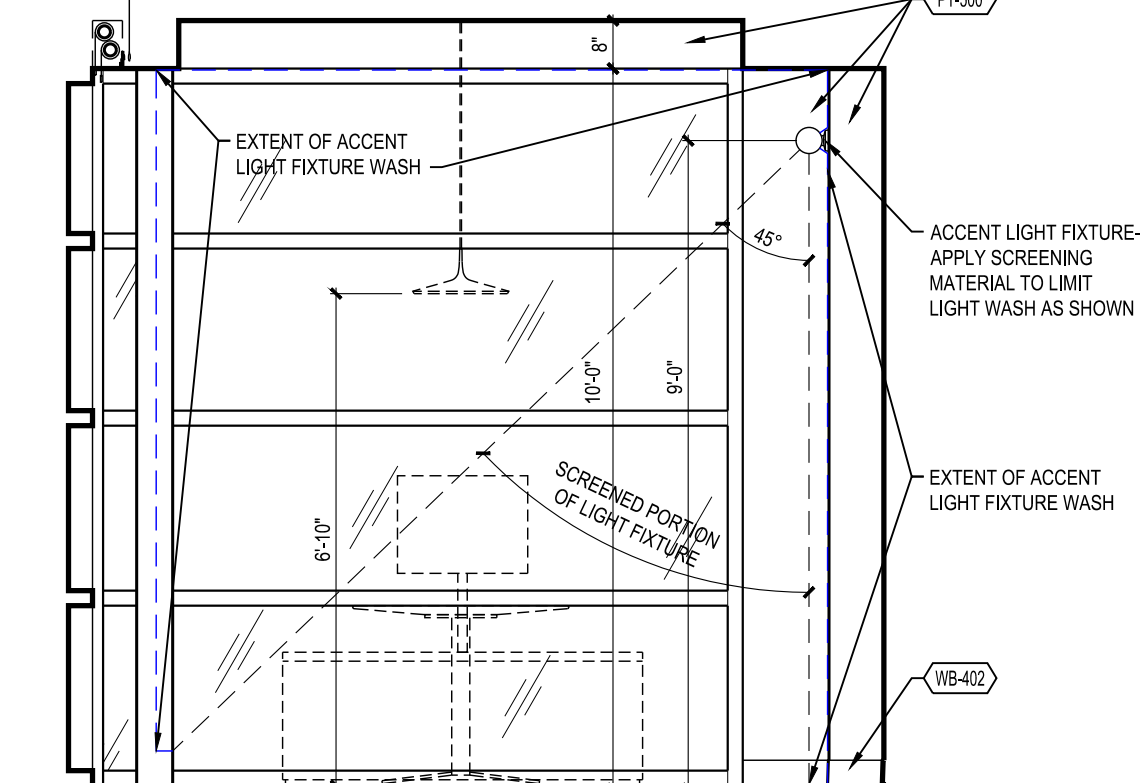 PT-500
8"
EXTENT OF ACCENT
LIGHT FIXTURE WASH
45°
ACCENT LIGHT FIXTURE-
APPLY SCREENING
MATERIAL TO LIMIT
LIGHT WASH AS SHOWN
10'-0"
9'-0"
SCREENED PORTION
OF LIGHT FIXTURE
EXTENT OF ACCENT
LIGHT FIXTURE WASH
6'-10"
WB-402